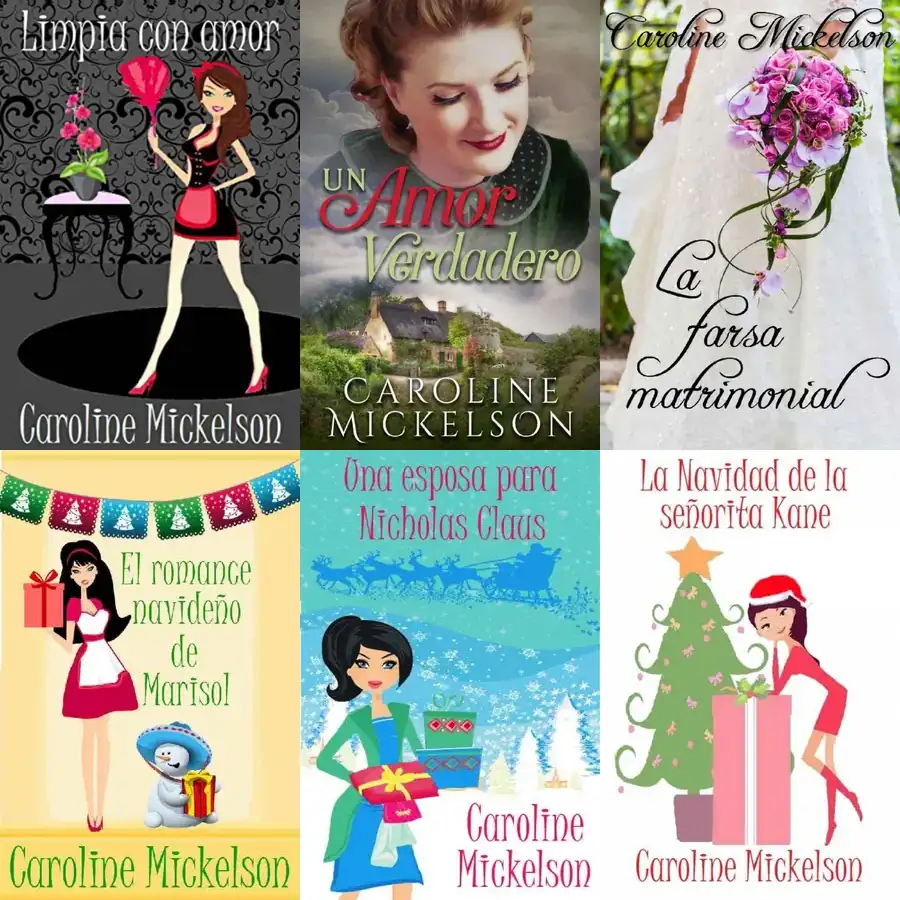 Limpia con amor
Caroline Mickelson
UN
Amor
Verdadero
CAROLINE
MICKELSON
Caroline Mickelson
La
farsa
matrimonial
El romance
navideño
de
Marisol
Caroline Mickelson
Una esposa para
Nicholas Claus
Caroline
Mickelson
La Navidad de la
señorita Kane
Caroline Mickelson